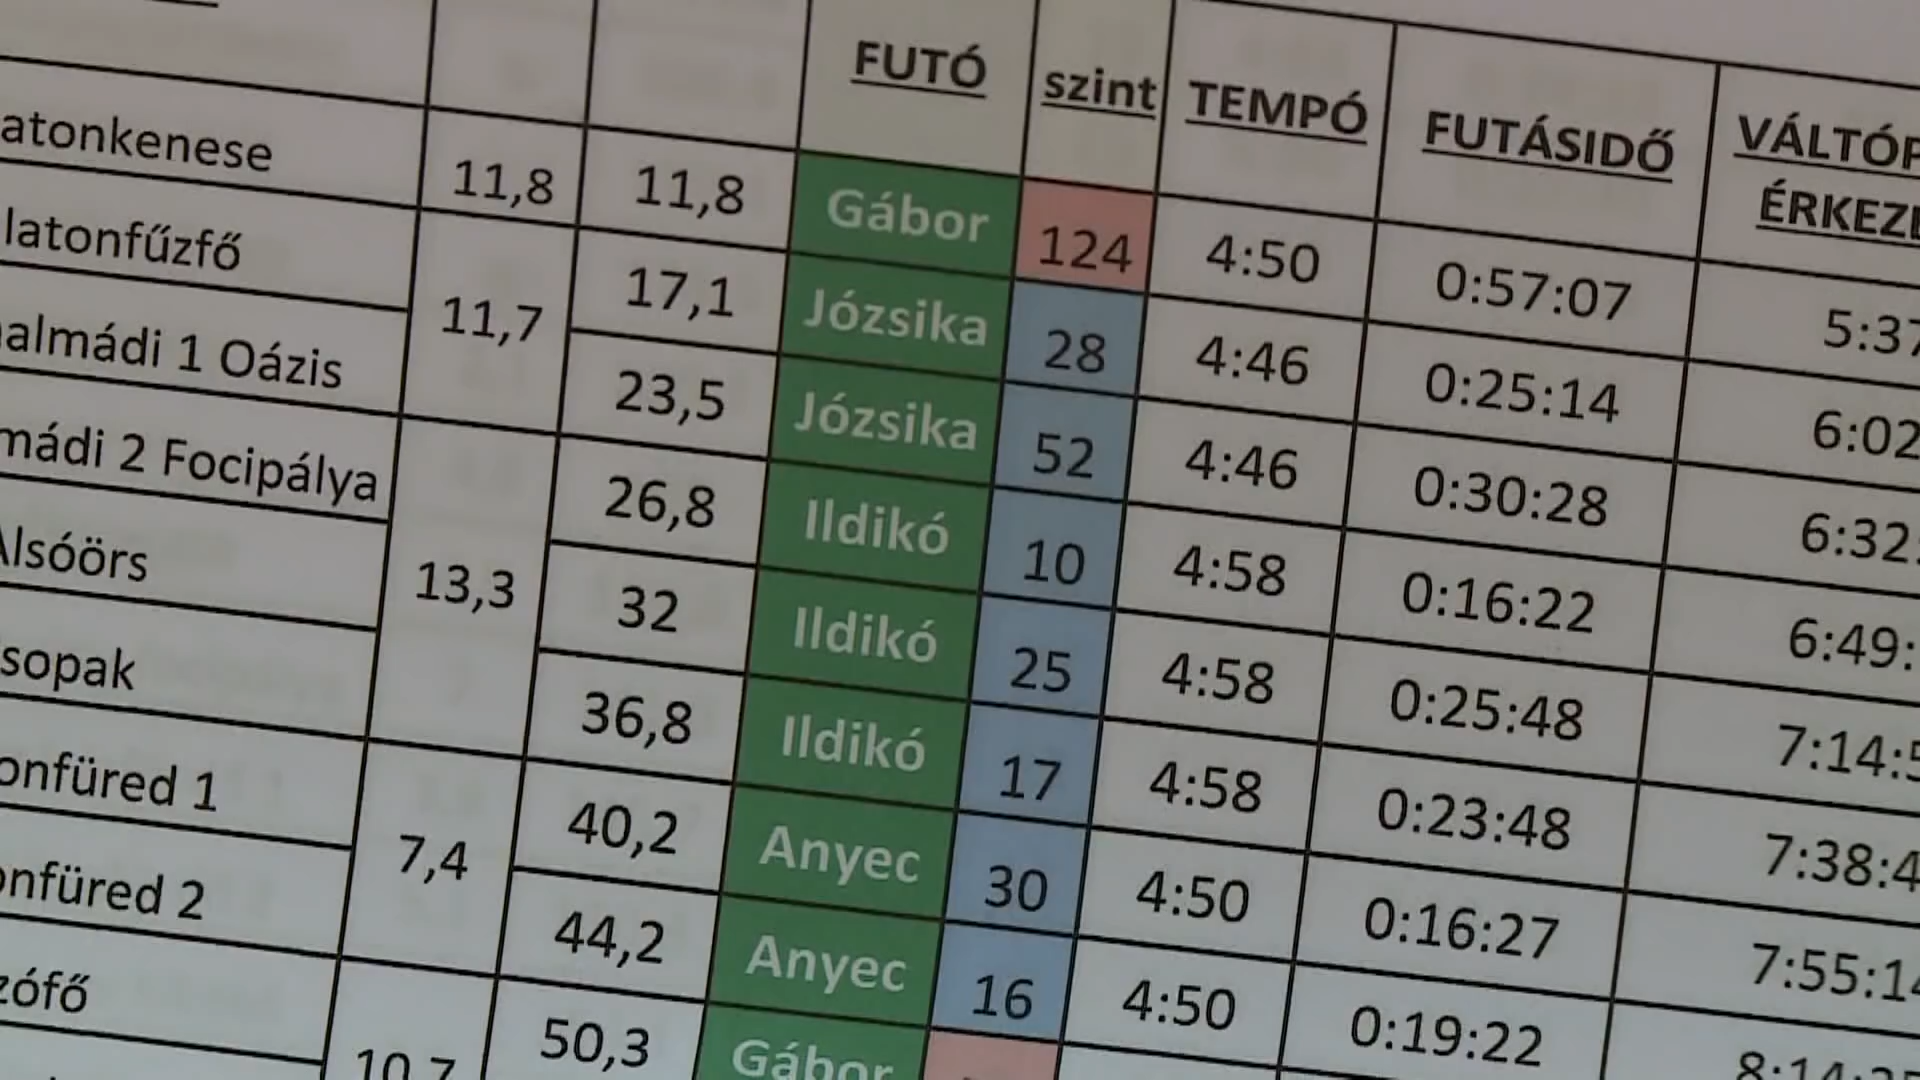 FUTÓ szint TEMPÓ FUTÁSIDŐ VÁLTÓP
ÉRKEZ
atonkenese 11,8 11,8 Gábor 124 4:50 0:57:07 5:37
latonfűzfő 11,7 17,1 Józsika 28 4:46 0:25:14 6:02
almádi 1 Oázis 23,5 Józsika 52 4:46 0:30:28 6:32
mádi 2 Focipálya 13,3 26,8 Ildikó 10 4:58 0:16:22 6:49:
Alsóörs 32 Ildikó 25 4:58 0:25:48 7:14:5
sopak 36,8 Ildikó 17 4:58 0:23:48 7:38:4
onfüred 1 7,4 40,2 Anyec 30 4:50 0:16:27 7:55:14
onfüred 2 44,2 Anyec 16 4:50 0:19:22 8:14:35
zófő 10,7 50,3 Gábor